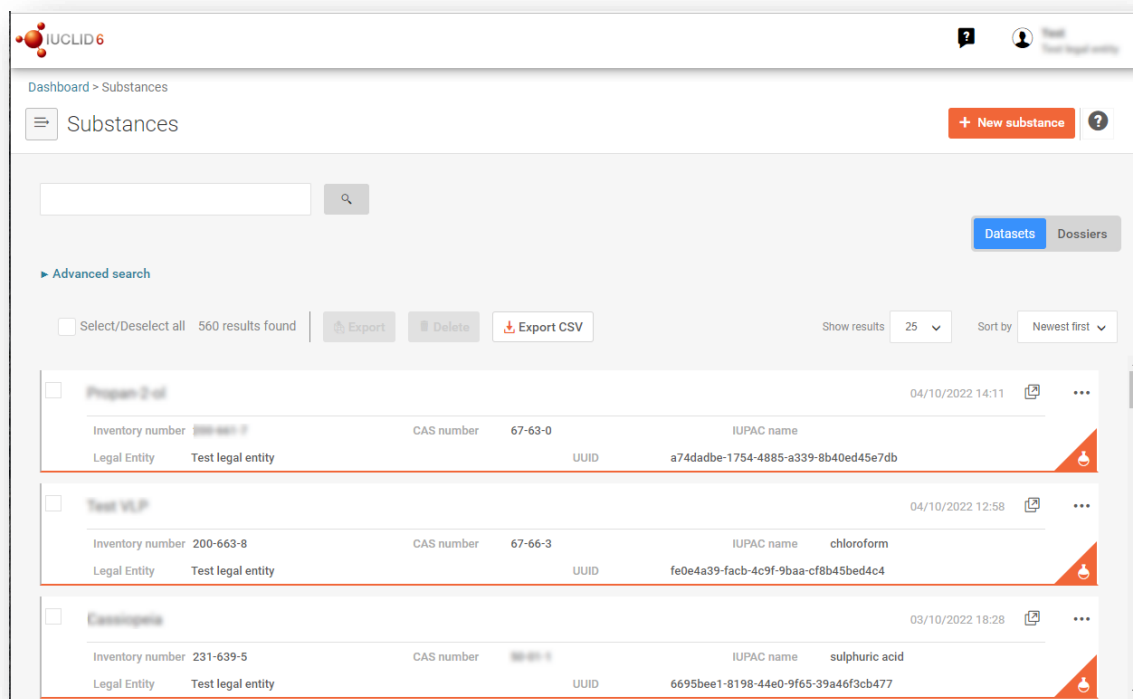 IUCLID 6
Dashboard > Substances
Substances
+ New substance
Datasets Dossiers
▸ Advanced search
Select/Deselect all 560 results found Export Delete Export CSV Show results 25 Sort by Newest first
04/10/2022 14:11
Inventory number CAS number 67-63-0 IUPAC name
Legal Entity Test legal entity UUID a74dadbe-1754-4885-a339-8b40ed45e7db
04/10/2022 12:58
Inventory number 200-663-8 CAS number 67-66-3 IUPAC name chloroform
Legal Entity Test legal entity UUID fe0e4a39-facb-4c9f-9baa-cf8b45bed4c4
03/10/2022 18:28
Inventory number 231-639-5 CAS number IUPAC name sulphuric acid
Legal Entity Test legal entity UUID 6695bee1-8198-44e0-9f65-39a46f3cb477